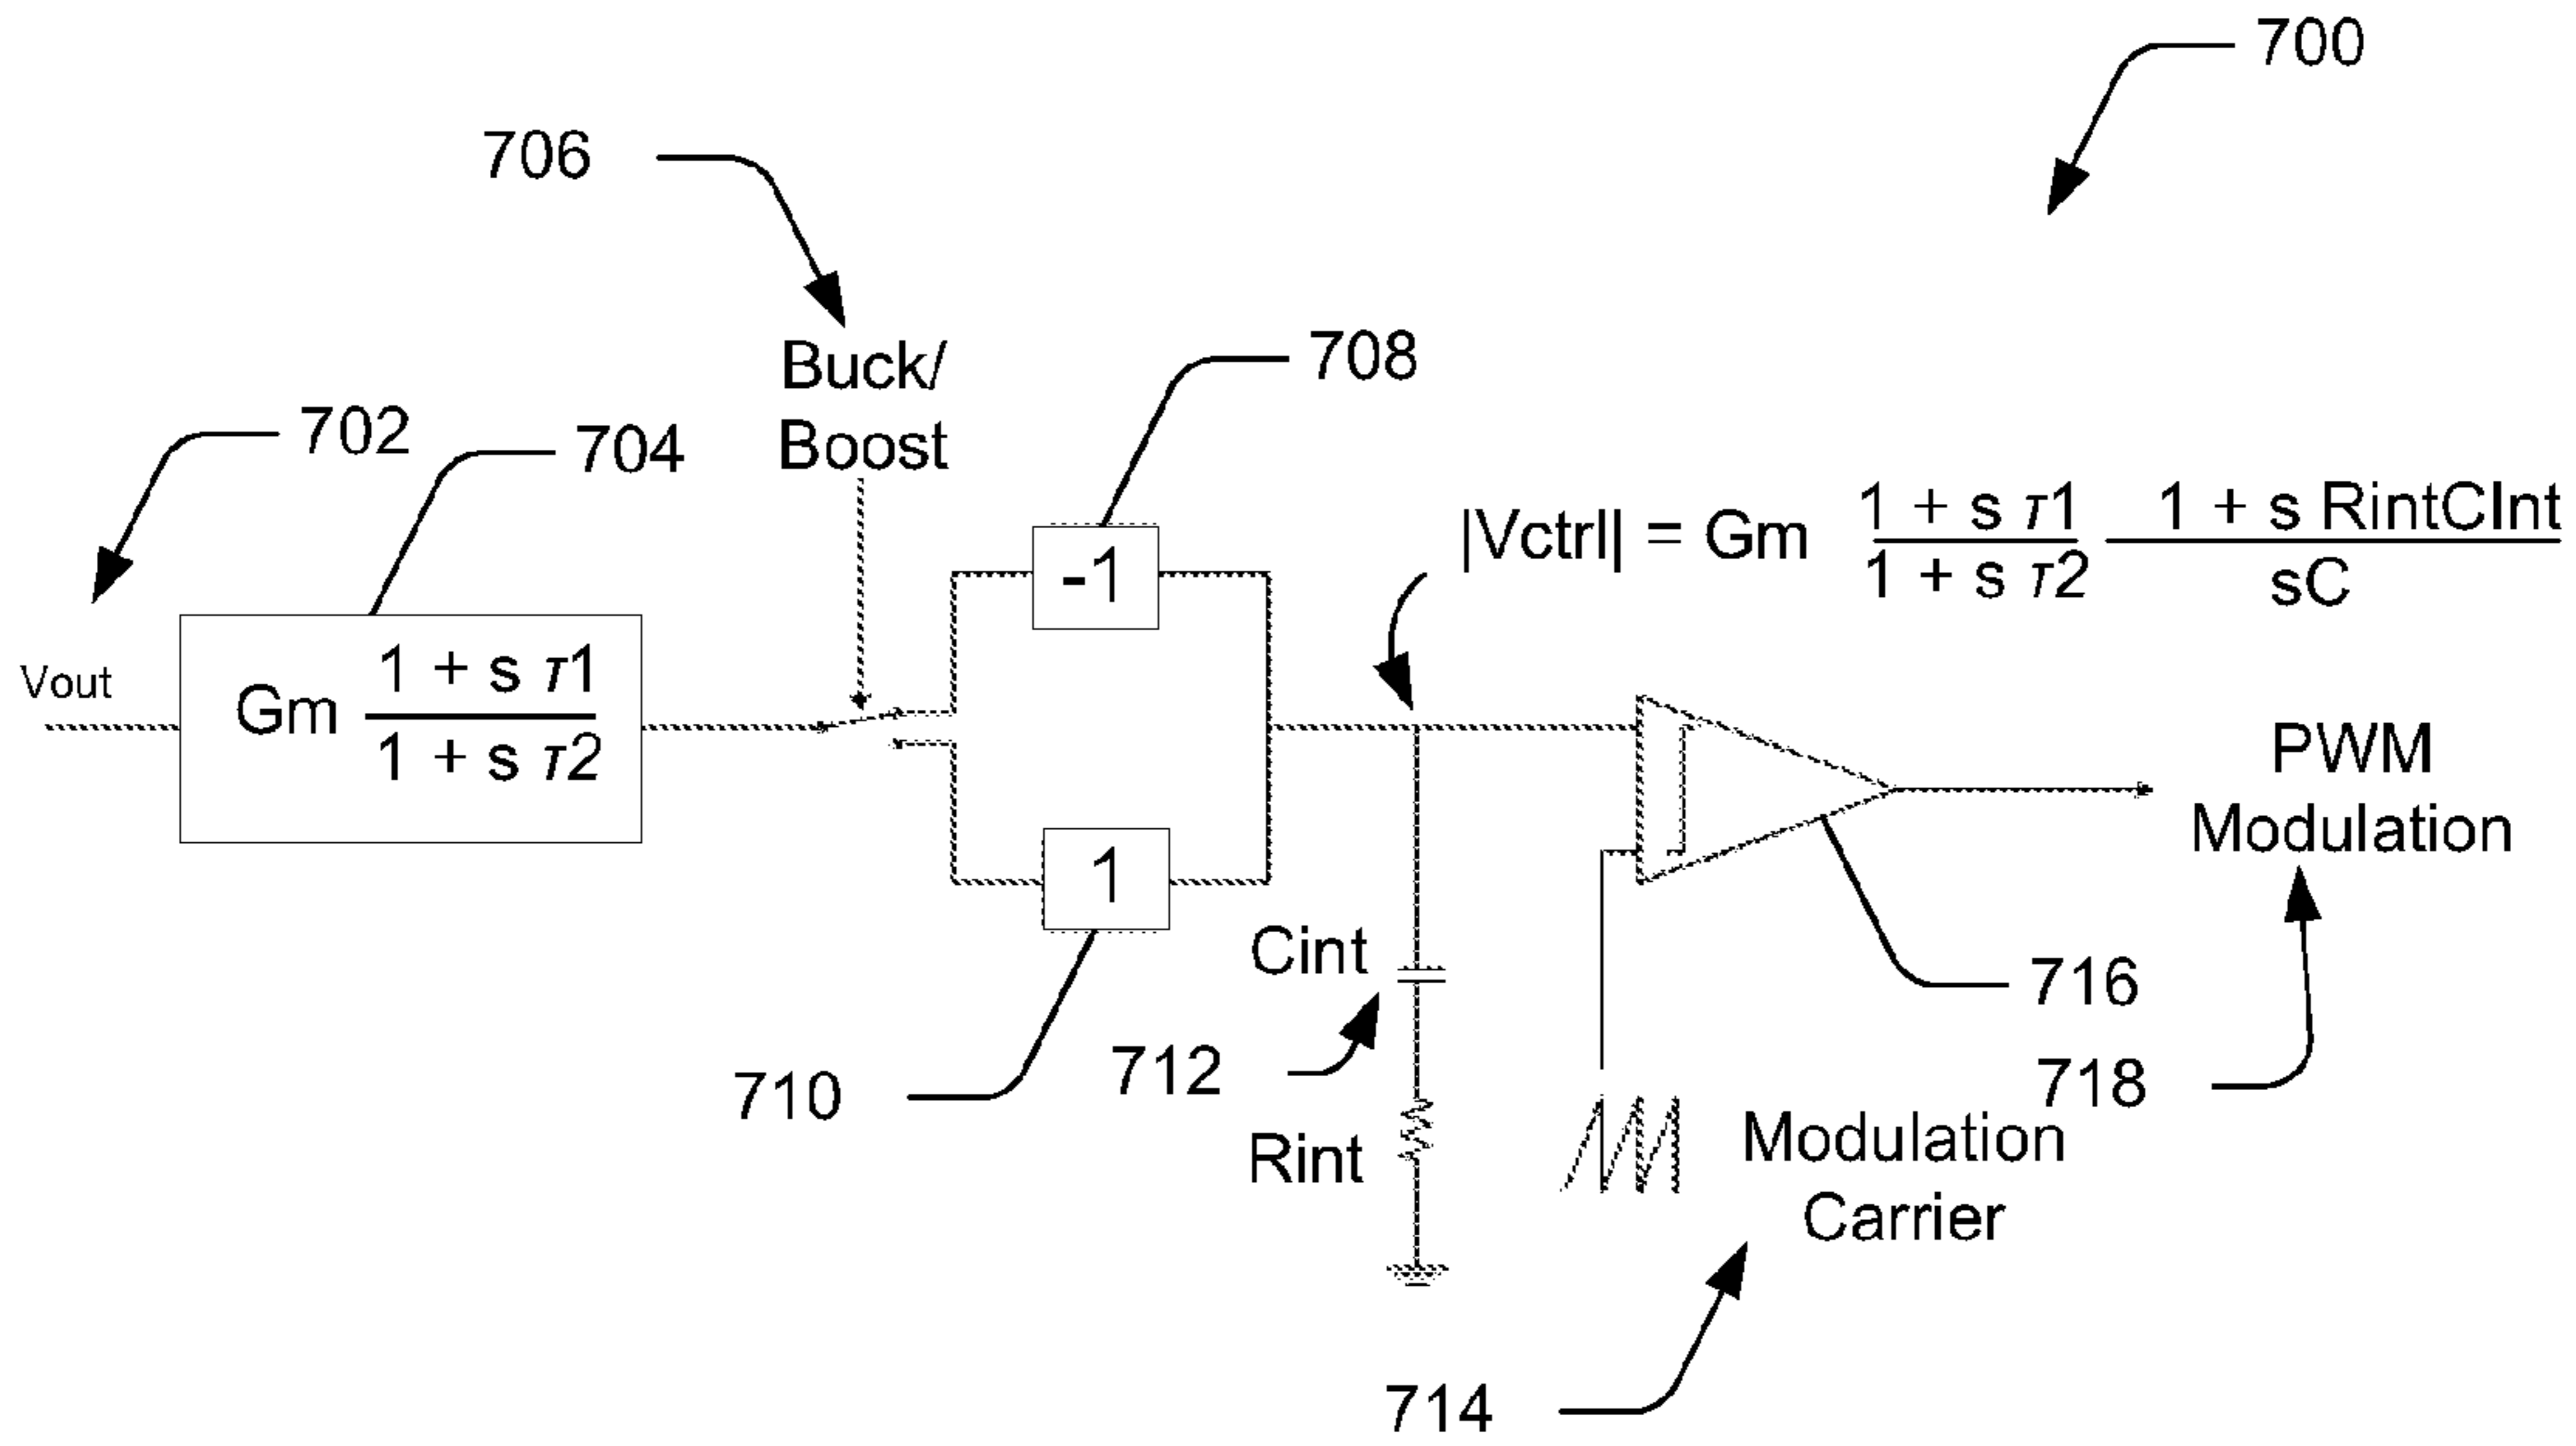 700
706
Buck/
Boost
708
702
704
|Vctrl| = Gm 1 + s τ1 1 + s RintCInt
1 + s τ2 sC
-1
Vout
Gm 1 + s τ1
1 + s τ2
PWM
Modulation
1
Cint
716
712
718
710
Rint
Modulation
Carrier
714